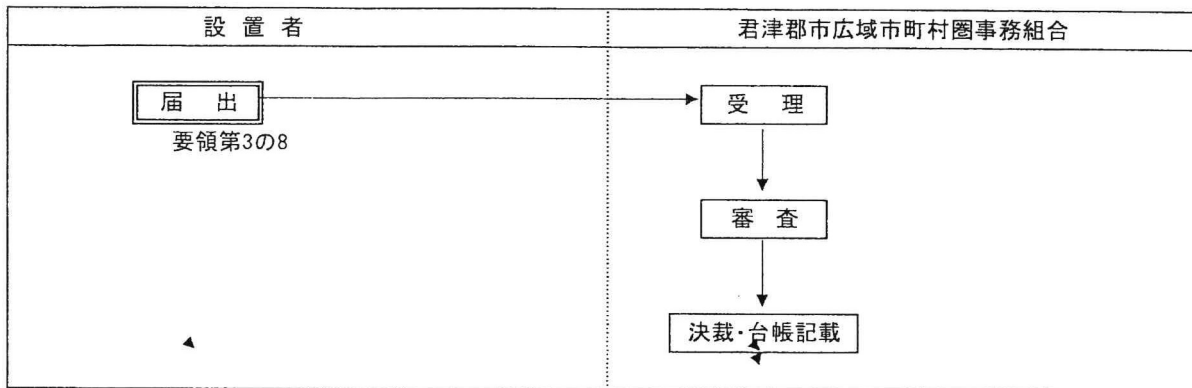 設置者
君津郡市広域市町村圏事務組合
届出
受理
要領第3の8
審査
決裁・台帳記載